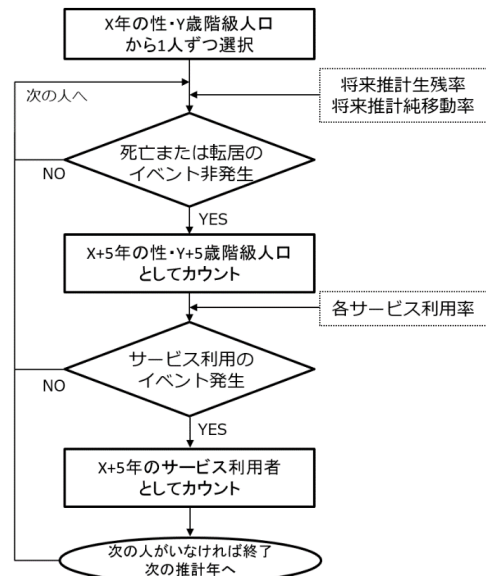 X年の性・Y歳階級人口
から1人ずつ選択
次の人へ
将来推計生残率
将来推計純移動率
死亡または転居の
イベント非発生
NO
YES
X+5年の性・Y+5歳階級人口
としてカウント
各サービス利用率
サービス利用の
イベント発生
NO
YES
X+5年のサービス利用者
としてカウント
次の人がいなければ終了
次の推計年へ